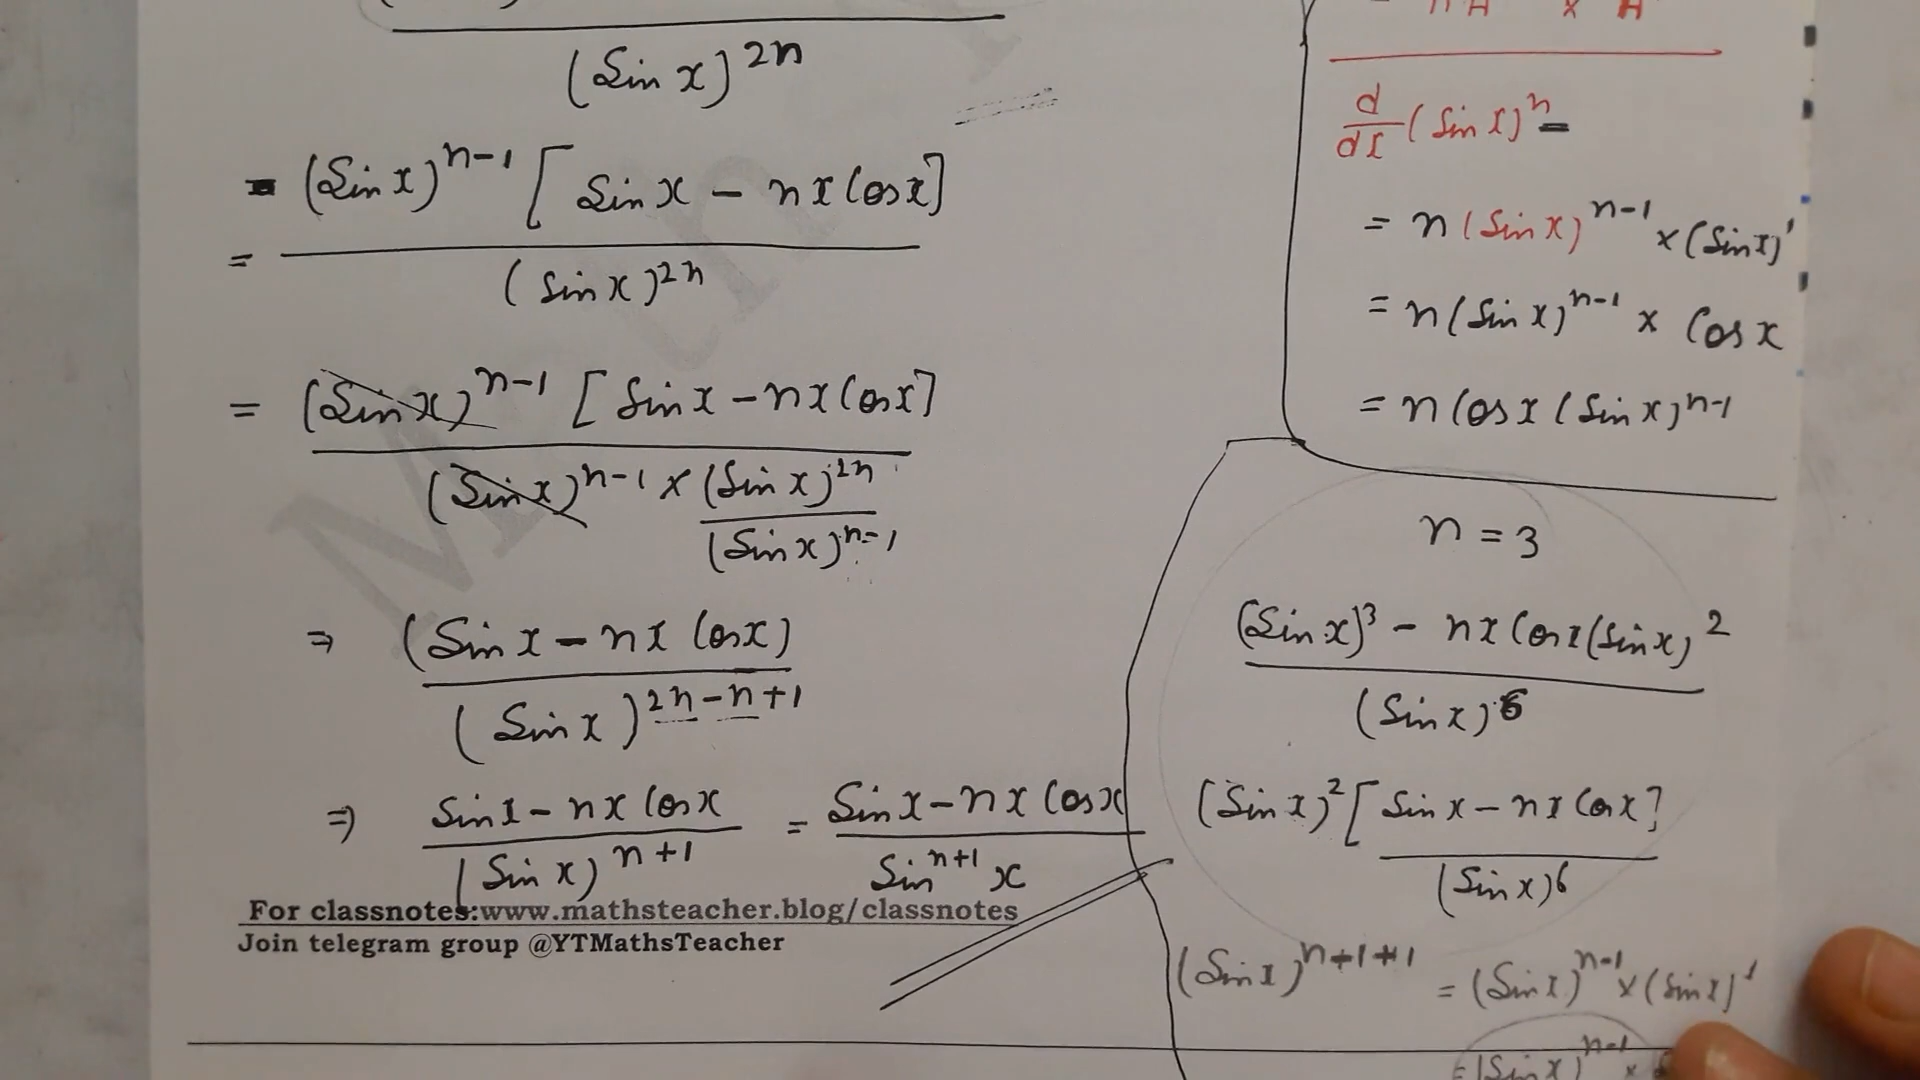 (Sin x)^2n
= (Sin x)^n-1 [ Sin x - nx Cos x]
=
(Sin x)^2n
= (Sin x)^n-1 [ Sin x - nx Cos x]
(Sin x)^n-1 × (Sin x)^2n
(Sin x)^n-1
⇒ (Sin x - nx Cos x)
(Sin x)^2n-n+1
⇒ Sin x - nx Cos x = Sin x - nx Cos x
(Sin x)^n+1 Sin^n+1 x
For classnotes:www.mathsteacher.blog/classnotes
Join telegram group @YTMathsTeacher
d/dx (Sin x)^n =
= n (Sin x)^n-1 × (Sin x)'
= n (Sin x)^n-1 × Cos x
= n Cos x (Sin x)^n-1
n = 3
(Sin x)^3 - nx Cos x (Sin x)^2
(Sin x)^6
(Sin x)^2 [ Sin x - nx Cos x ]
(Sin x)^6
(Sin x)^n+1+1 = (Sin x)^n-1 × (Sin x)^1
= (Sin x)^n-1 ×